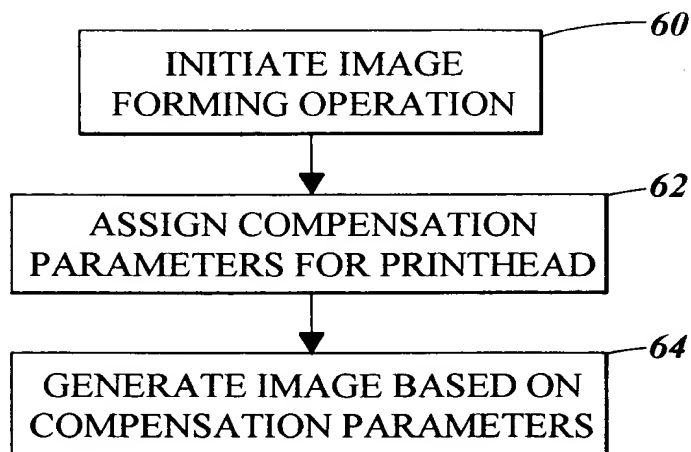 60
INITIATE IMAGE
FORMING OPERATION
62
ASSIGN COMPENSATION
PARAMETERS FOR PRINTHEAD
64
GENERATE IMAGE BASED ON
COMPENSATION PARAMETERS